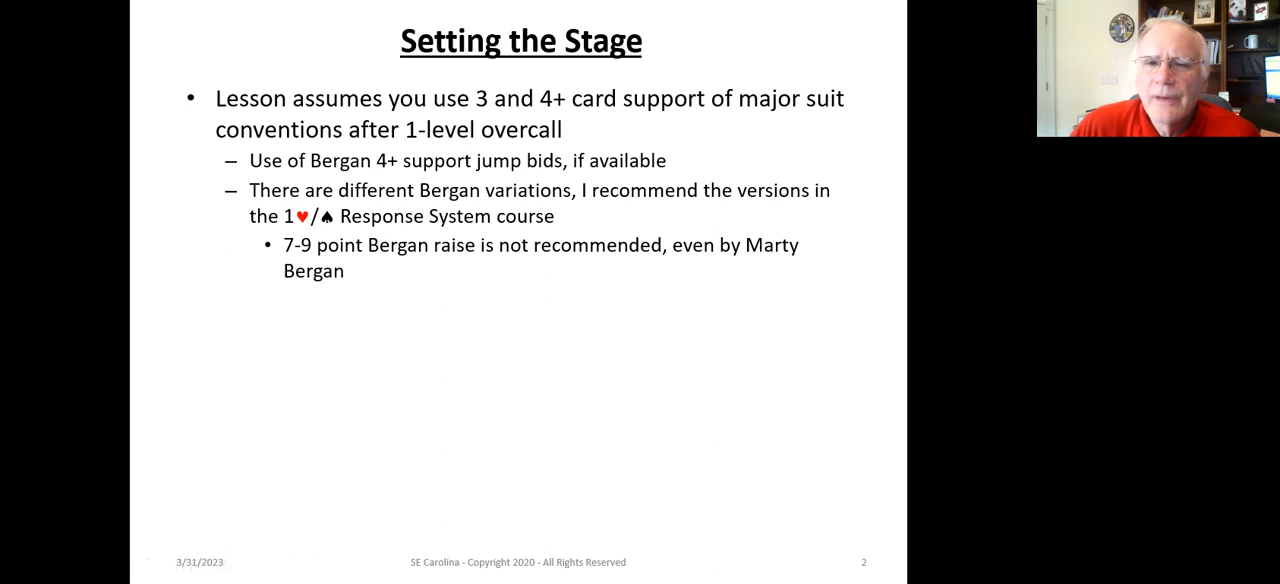 Setting the Stage
• Lesson assumes you use 3 and 4+ card support of major suit
conventions after 1-level overcall
– Use of Bergan 4+ support jump bids, if available
– There are different Bergan variations, I recommend the versions in
the 1♥/♠ Response System course
• 7-9 point Bergan raise is not recommended, even by Marty
Bergan
3/31/2023 SE Carolina - Copyright 2020 - All Rights Reserved 2